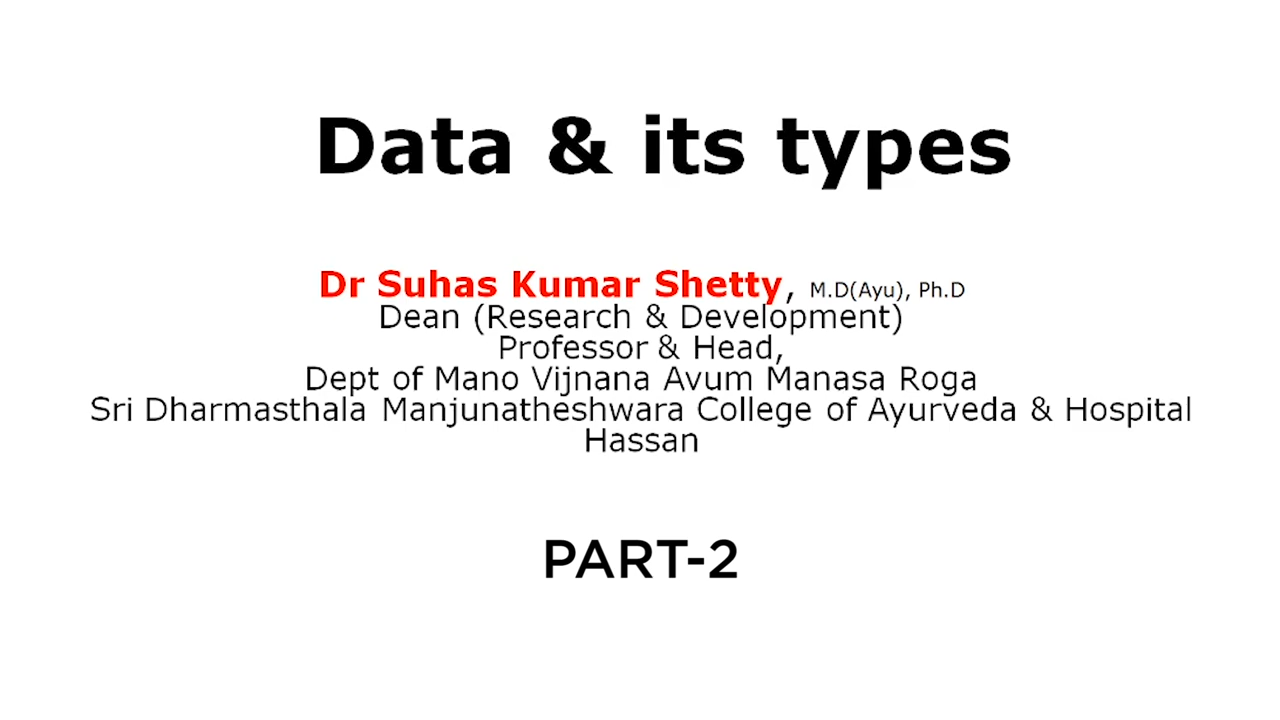 Data & its types
Dr Suhas Kumar Shetty, M.D(Ayu), Ph.D
Dean (Research & Development)
Professor & Head,
Dept of Mano Vijnana Avum Manasa Roga
Sri Dharmasthala Manjunatheshwara College of Ayurveda & Hospital
Hassan
PART-2